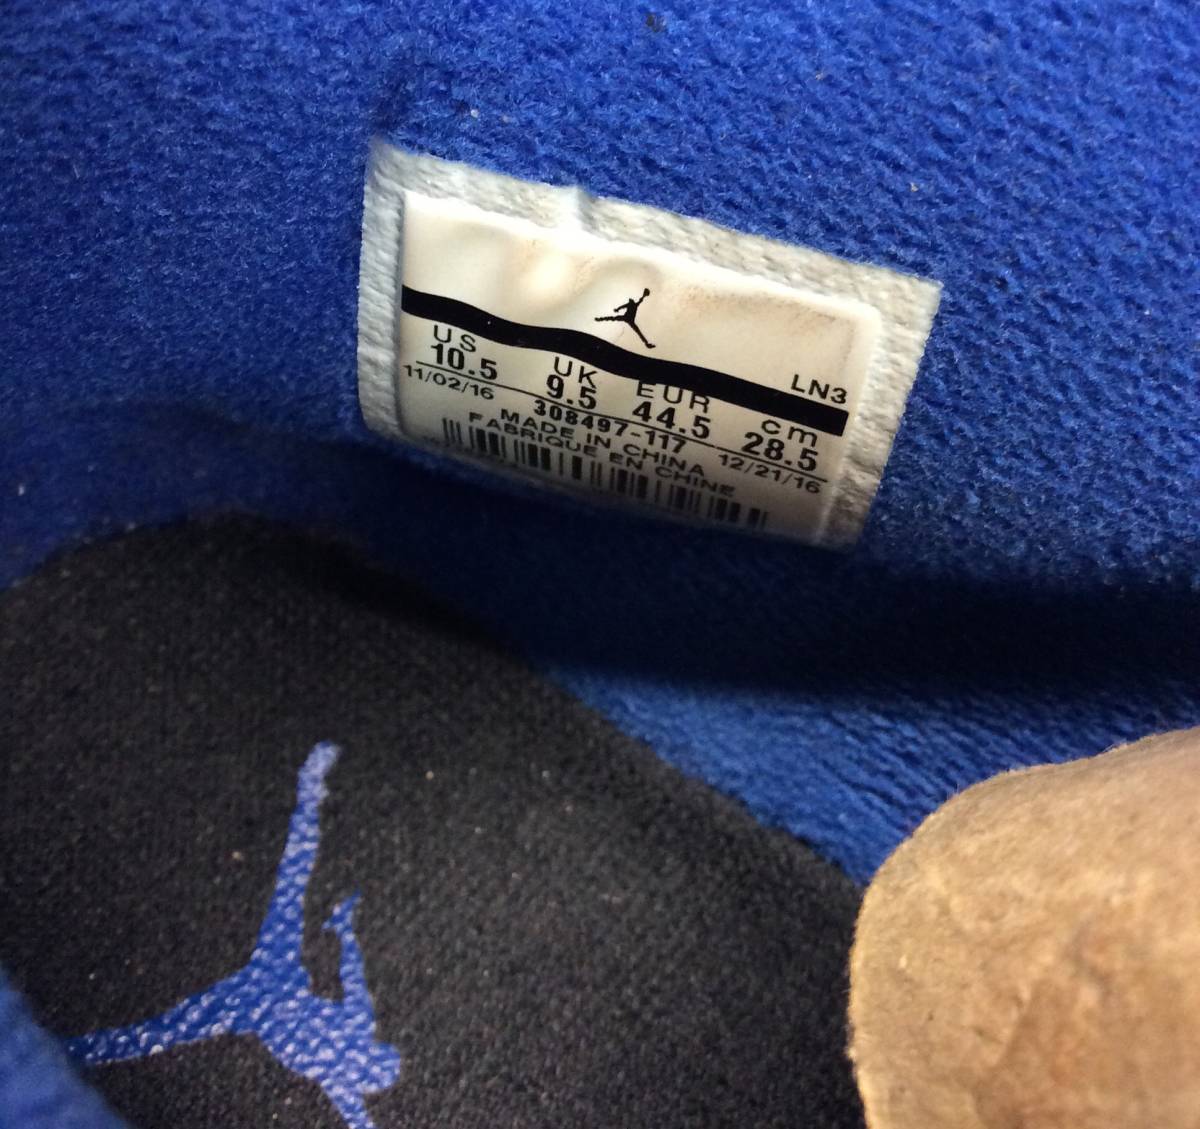 LN3
US UK EUR cm
10.5 9.5 44.5 28.5
11/02/16 308497-117 12/21/16
F MADE IN CHINA
FABRIQUE EN CHINE